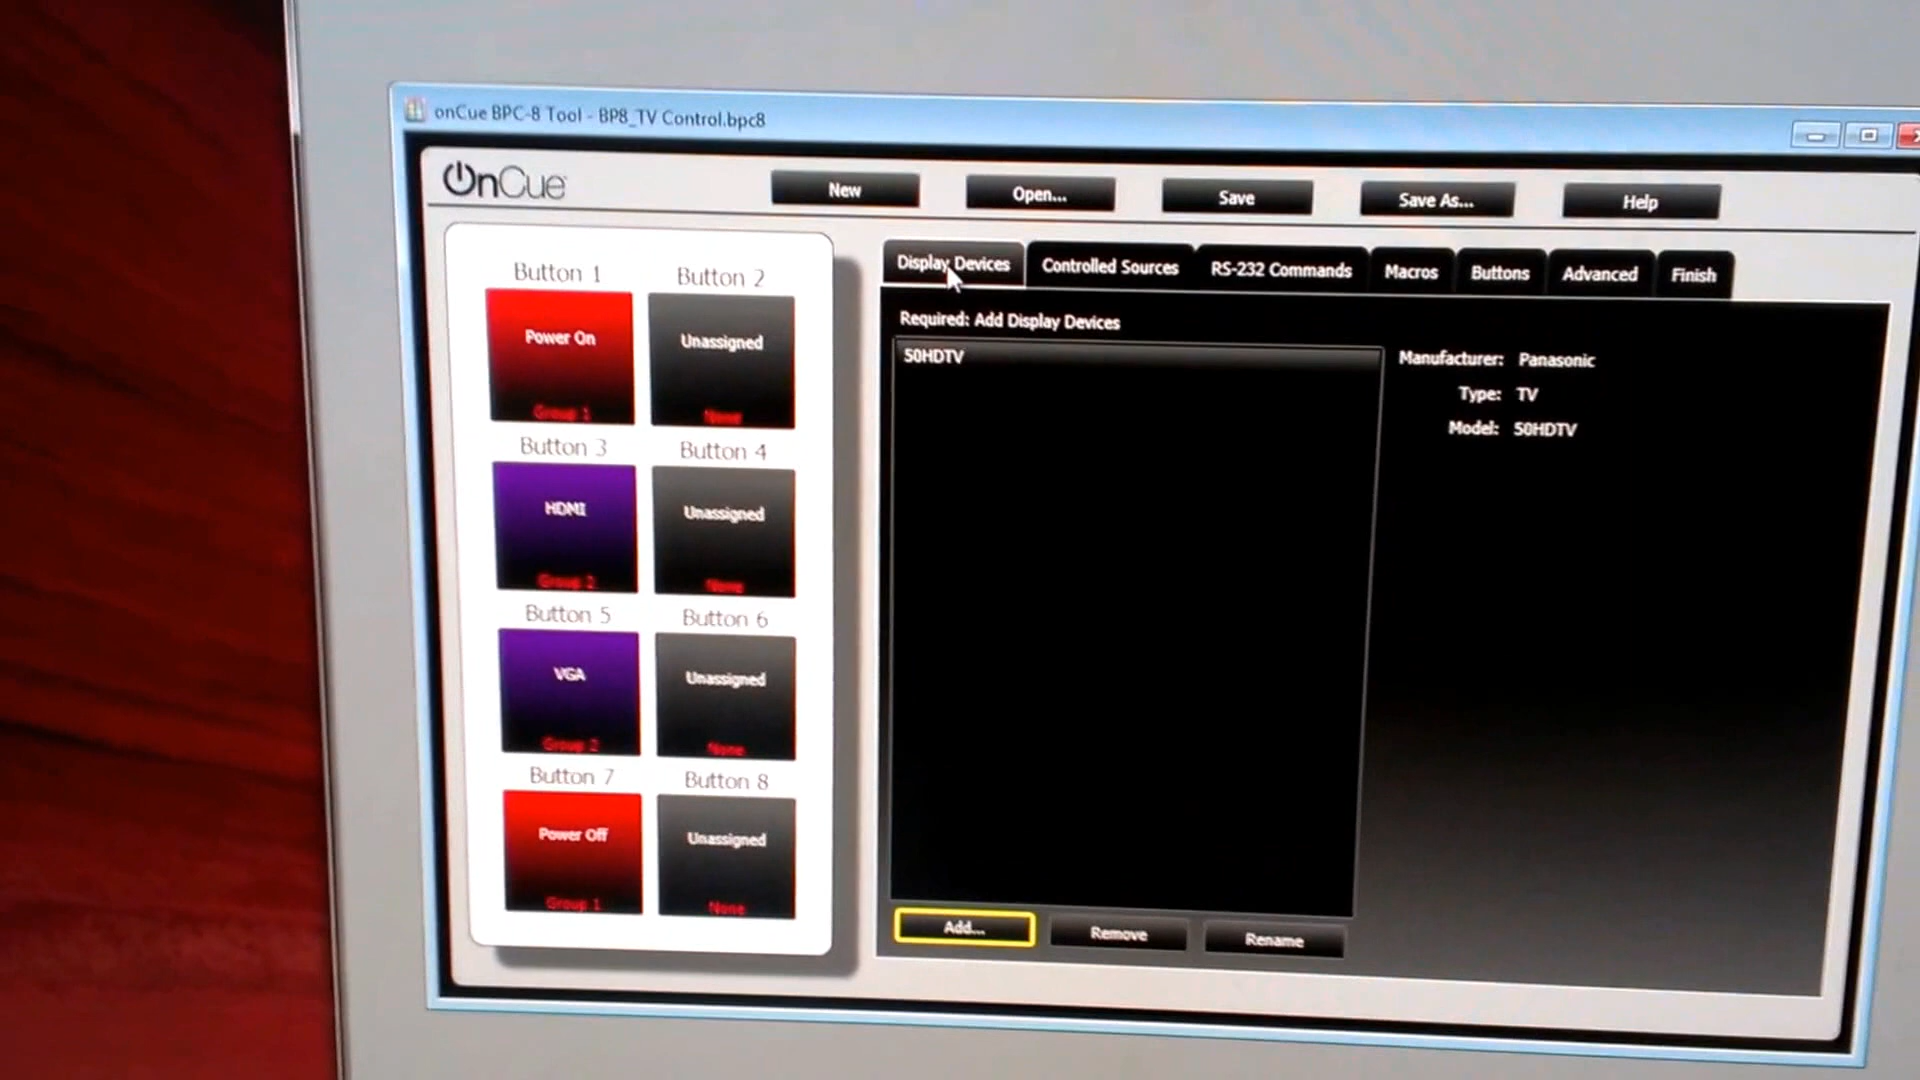 onCue BPC-8 Tool - BP8_TV Control.bpc8
OnCue
New
Open...
Save
Save As...
Help
Button 1
Button 2
Power On
Group 1
Unassigned
None
Button 3
Button 4
HDMI
Group 2
Unassigned
None
Button 5
Button 6
VGA
Group 2
Unassigned
None
Button 7
Button 8
Power Off
Group 1
Unassigned
None
Display Devices
Controlled Sources
RS-232 Commands
Macros
Buttons
Advanced
Finish
Required: Add Display Devices
50HDTV
Manufacturer: Panasonic
Type: TV
Model: 50HDTV
Add...
Remove
Rename